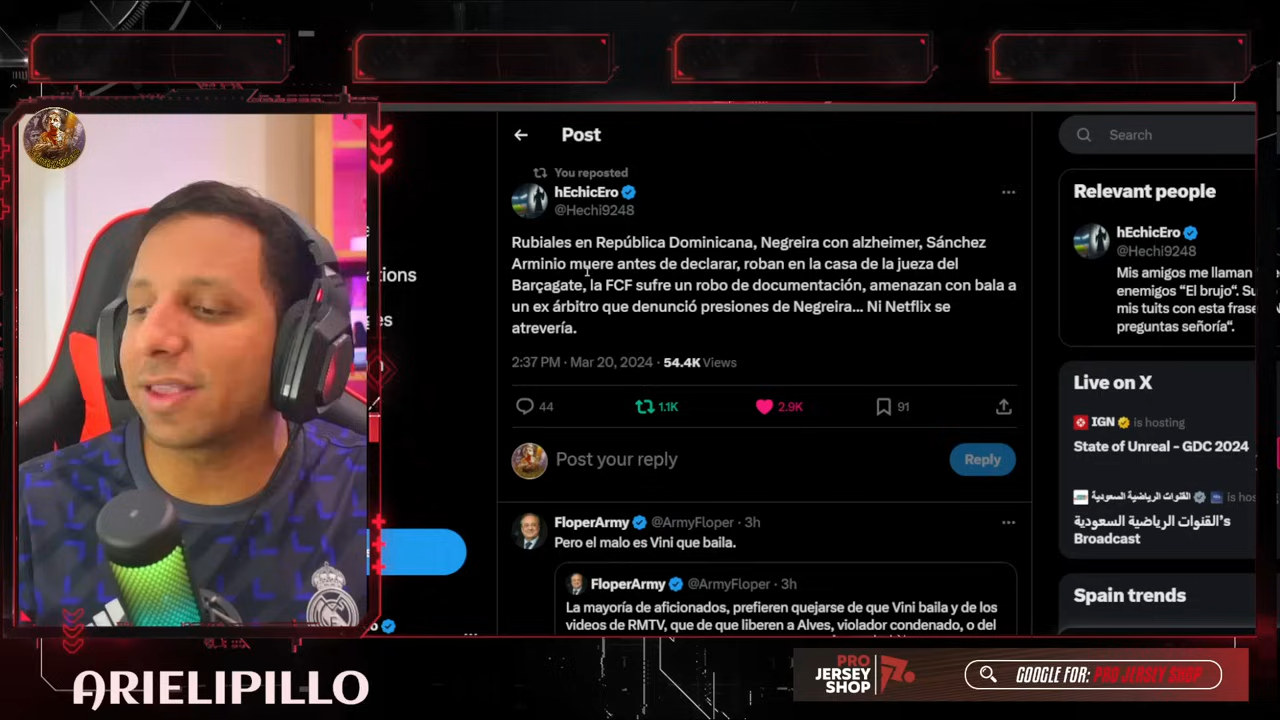 Post
Search
You reposted
hEchicEro
@Hechi9248
Rubiales en República Dominicana, Negreira con alzheimer, Sánchez
Arminio muere antes de declarar, roban en la casa de la jueza del
Barçagate, la FCF sufre un robo de documentación, amenazan con bala a
un ex árbitro que denunció presiones de Negreira... Ni Netflix se
atrevería.
2:37 PM · Mar 20, 2024 · 54.4K Views
44
1.1K
2.9K
91
Post your reply
Reply
FloperArmy @ArmyFloper · 3h
Pero el malo es Vini que baila.
FloperArmy @ArmyFloper · 3h
La mayoría de aficionados, prefieren quejarse de que Vini baila y de los
videos de RMTV, que de que liberen a Alves, violador condenado, o del
Relevant people
hEchicEro
@Hechi9248
Mis amigos me llaman
enemigos “El brujo“. Su
mis tuits con esta frase
preguntas señoría“.
Live on X
IGN is hosting
State of Unreal - GDC 2024
القنوات الرياضية السعودية is hos
القنوات الرياضية السعودية's
Broadcast
Spain trends
ations
es
ARIELIPILLO
PRO
JERSEY
SHOP
GOOGLE FOR: PRO JERSEY SHOP